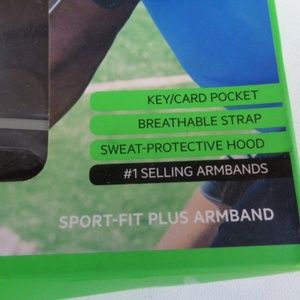 KEY/CARD POCKET
BREATHABLE STRAP
SWEAT-PROTECTIVE HOOD
#1 SELLING ARMBANDS
SPORT-FIT PLUS ARMBAND